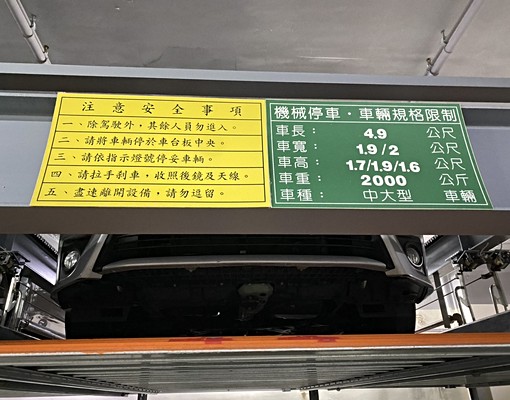 注意安全事項
一、除駕駛外，其餘人員勿進入。
二、請將車輛停於車台板中央。
三、請依指示燈號停妥車輛。
四、請拉手剎車，收照後鏡及天線。
五、盡速離開設備，請勿逗留。
機械停車．車輛規格限制
車長： 4.9 公尺
車寬： 1.9/2 公尺
車高： 1.7/1.9/1.6 公尺
車重： 2000 公斤
車種： 中大型 車輛